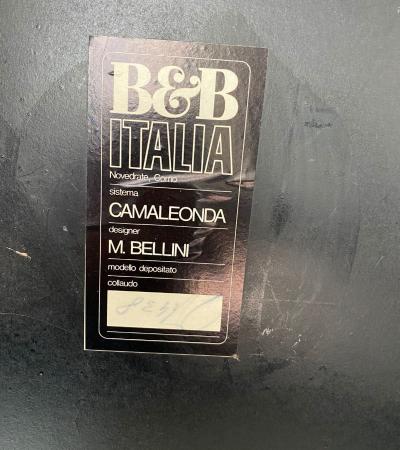 B&B
ITALIA
Novedrate, Como
sistema
CAMALEONDA
designer
M. BELLINI
modello depositato
collaudo